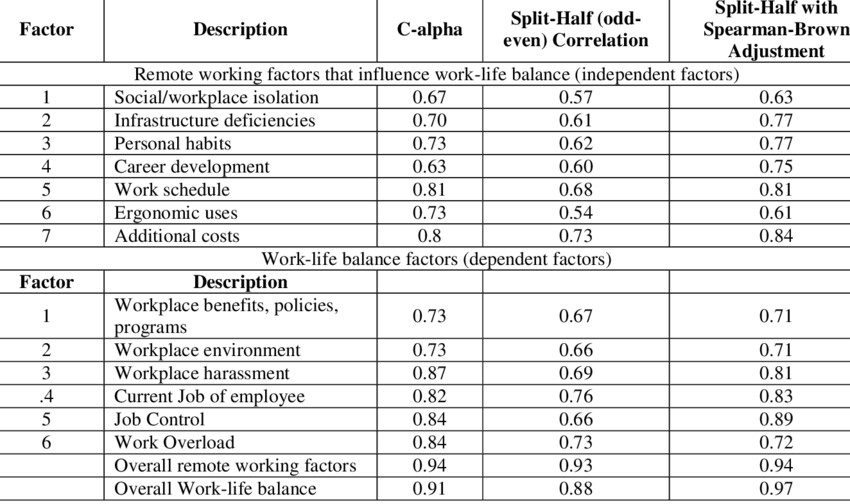 Factor Description C-alpha Split-Half (odd-even) Correlation Split-Half with Spearman-Brown Adjustment
Remote working factors that influence work-life balance (independent factors)
1 Social/workplace isolation 0.67 0.57 0.63
2 Infrastructure deficiencies 0.70 0.61 0.77
3 Personal habits 0.73 0.62 0.77
4 Career development 0.63 0.60 0.75
5 Work schedule 0.81 0.68 0.81
6 Ergonomic uses 0.73 0.54 0.61
7 Additional costs 0.8 0.73 0.84
Work-life balance factors (dependent factors)
Factor Description
1 Workplace benefits, policies, programs 0.73 0.67 0.71
2 Workplace environment 0.73 0.66 0.71
3 Workplace harassment 0.87 0.69 0.81
.4 Current Job of employee 0.82 0.76 0.83
5 Job Control 0.84 0.66 0.89
6 Work Overload 0.84 0.73 0.72
Overall remote working factors 0.94 0.93 0.94
Overall Work-life balance 0.91 0.88 0.97